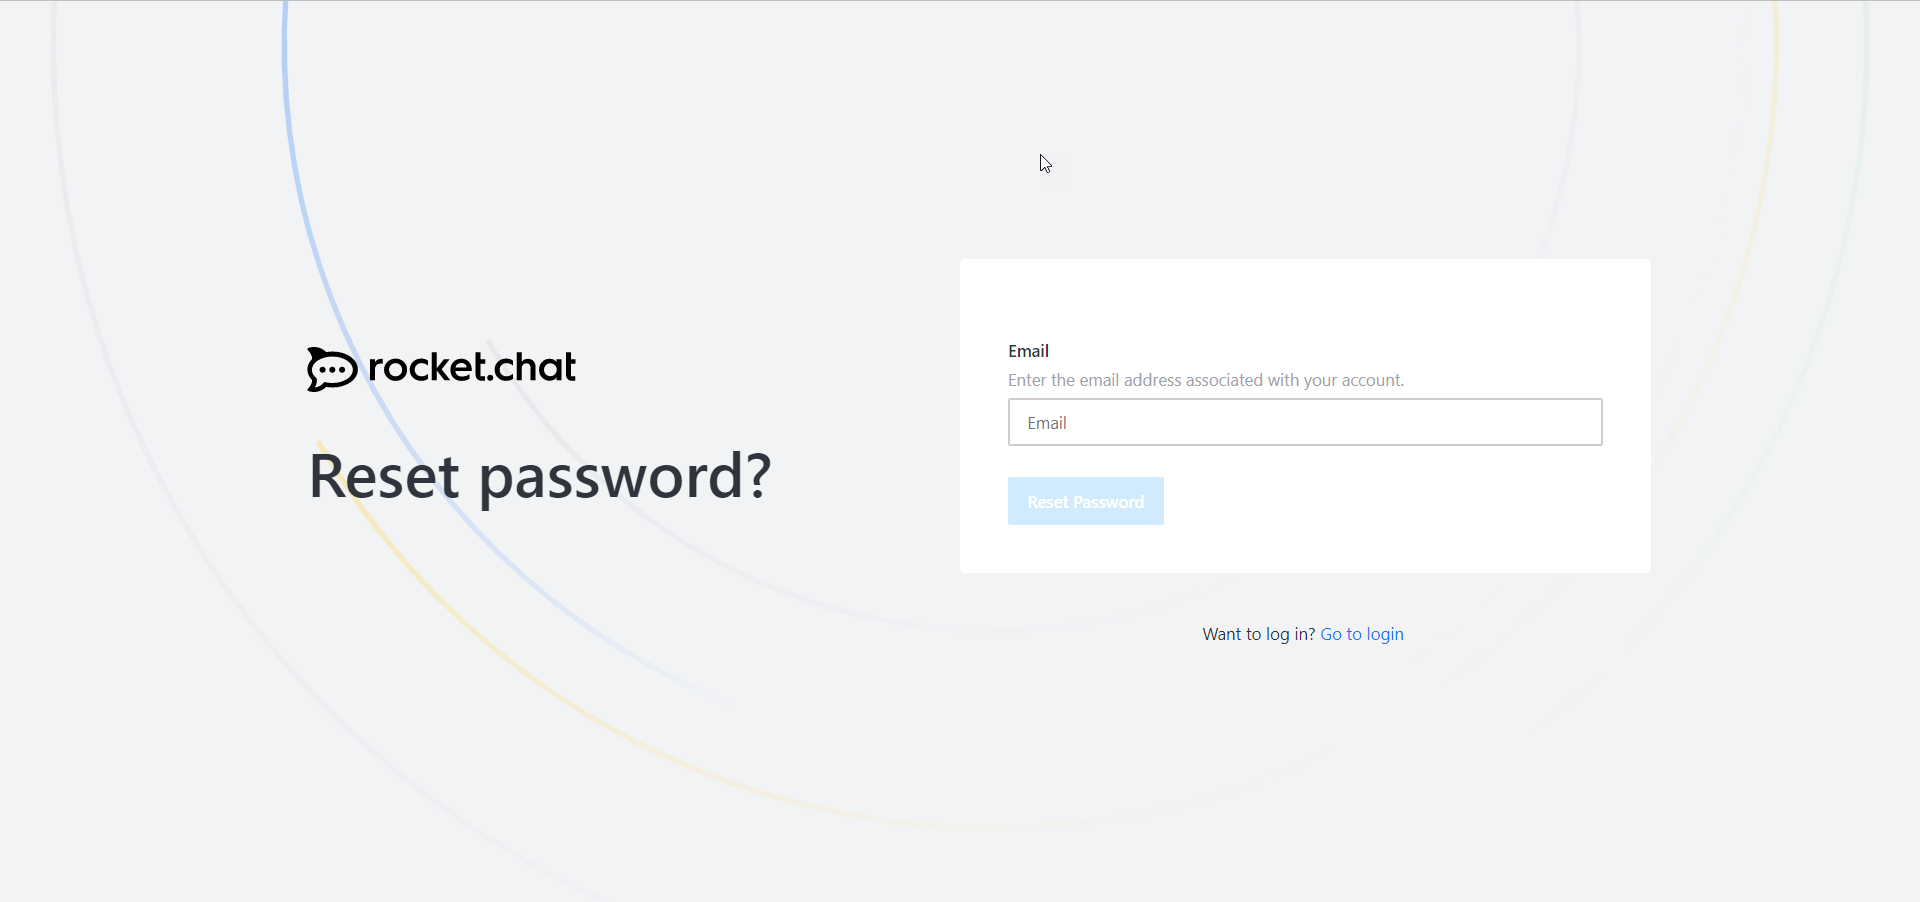 rocket.chat
Reset password?
Email
Enter the email address associated with your account.
Email
Reset Password
Want to log in? Go to login